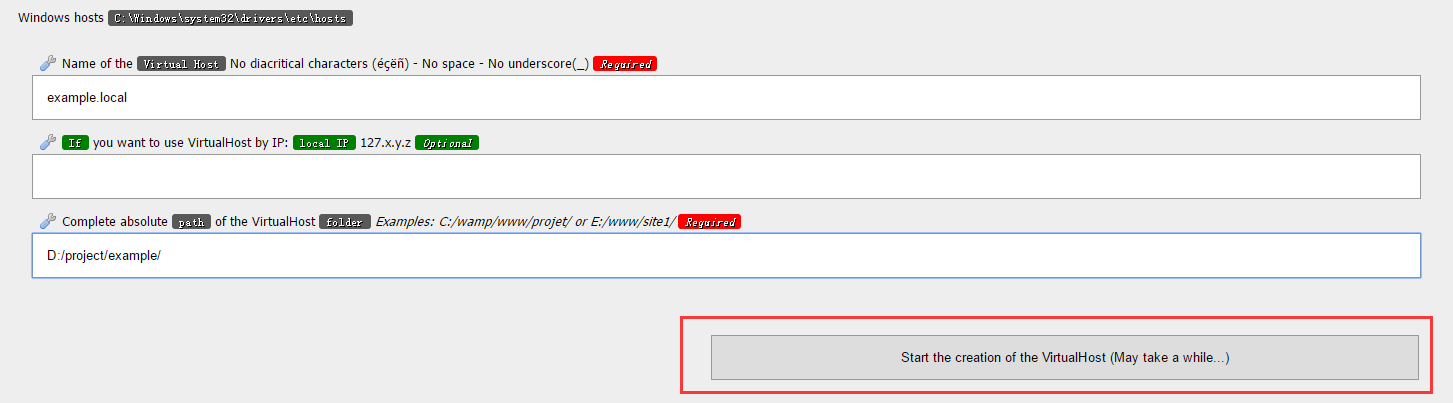 Windows hosts C:\Windows\system32\drivers\etc\hosts
Name of the Virtual Host No diacritical characters (éçëñ) - No space - No underscore(_) Required
example.local
If you want to use VirtualHost by IP: local IP 127.x.y.z Optional
Complete absolute path of the VirtualHost folder Examples: C:/wamp/www/projet/ or E:/www/site1/ Required
D:/project/example/
Start the creation of the VirtualHost (May take a while...)